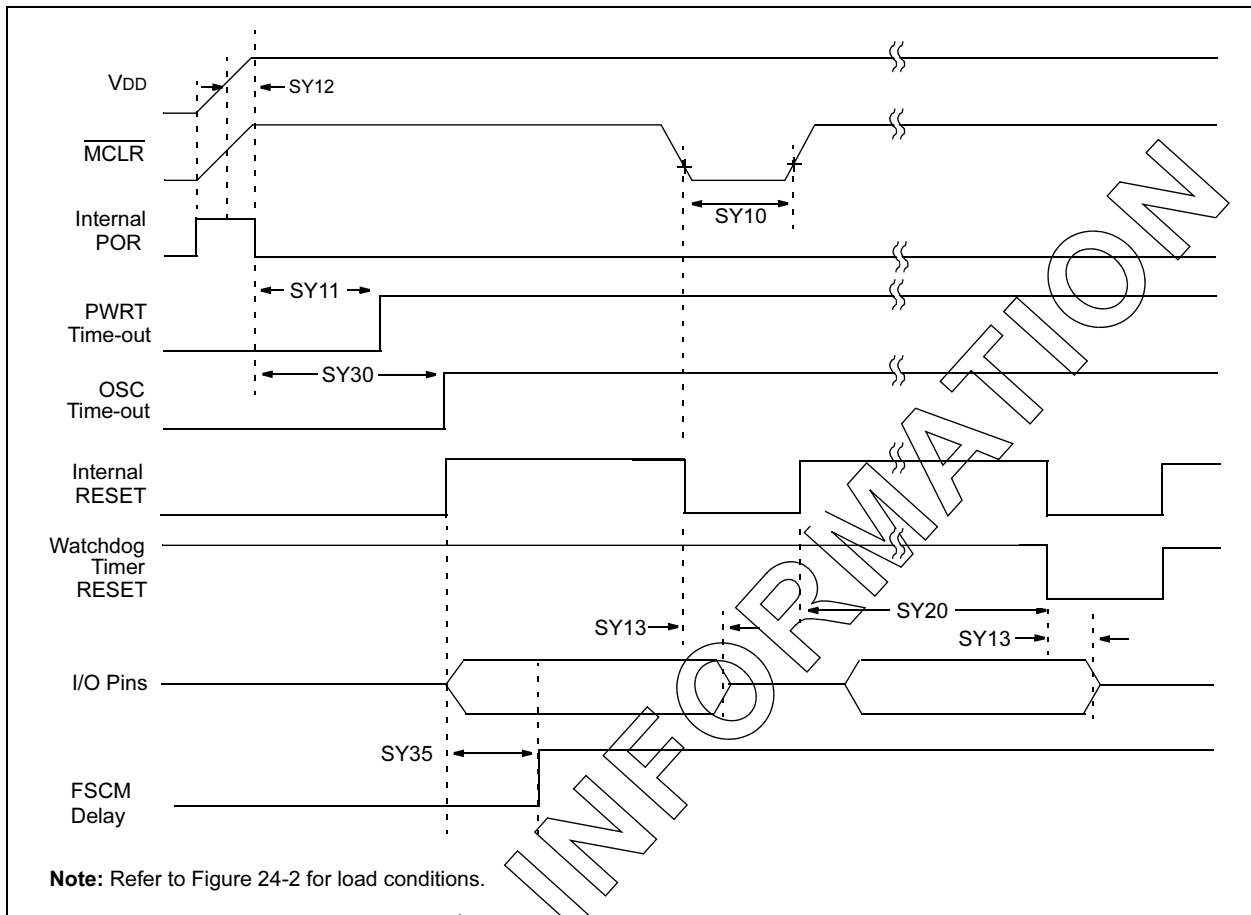 VDD
SY12
MCLR
SY10
Internal
POR
SY11
PWRT
Time-out
SY30
OSC
Time-out
Internal
RESET
Watchdog
Timer
RESET
SY20
SY13
SY13
I/O Pins
SY35
FSCM
Delay
INFORMATION
Note: Refer to Figure 24-2 for load conditions.